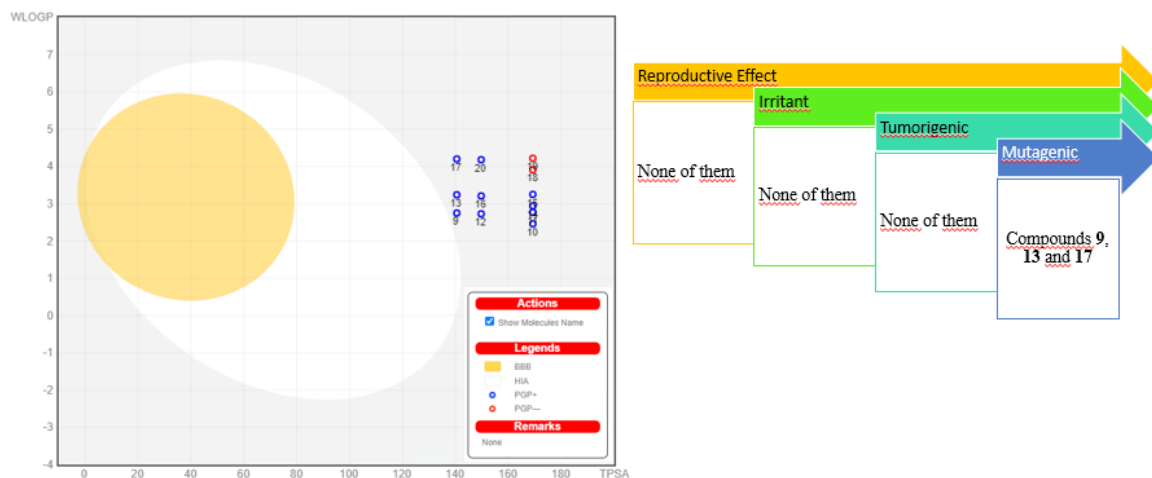 WLOGP
7
6
5
4
3
2
1
0
-1
-2
-3
-4
0
20
40
60
80
100
120
140
160
180
TPSA
17
20
19
18
13
16
9
12
10
Actions
Show Molecules Name
Legends
BBB
HIA
PGP+
PGP—
Remarks
None
Reproductive Effect
None of them
Irritant
None of them
Tumorigenic
None of them
Mutagenic
Compounds 9,
13 and 17